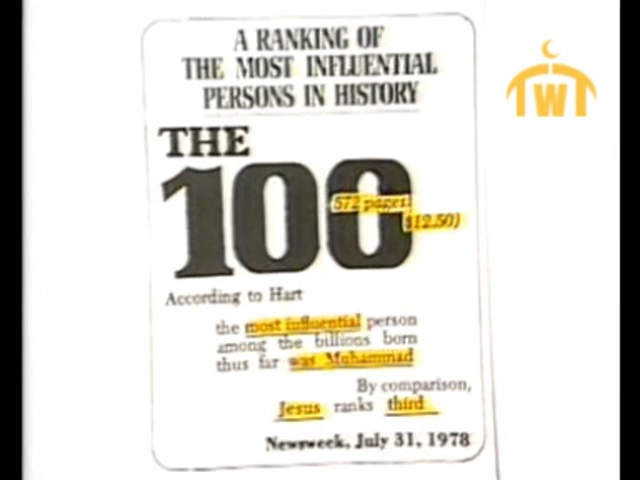 A RANKING OF
THE MOST INFLUENTIAL
PERSONS IN HISTORY
THE
100
572 pages.
$12.50)
According to Hart
the most influential person
among the billions born
thus far was Muhammad
By comparison,
Jesus ranks third
Newsweek, July 31, 1978
IWI